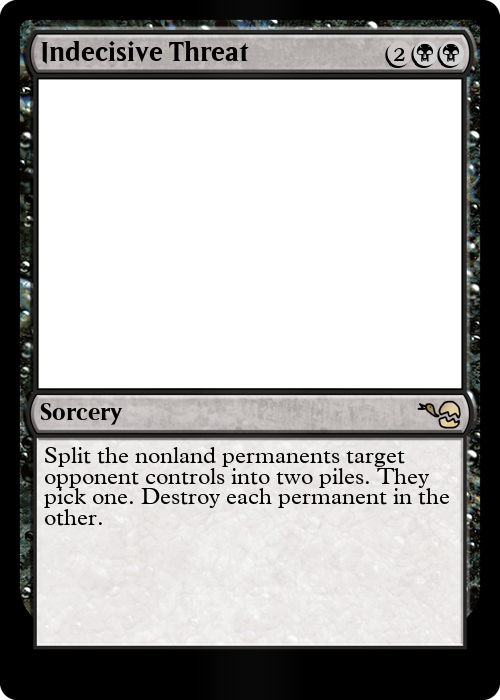 Indecisive Threat 2
Sorcery
Split the nonland permanents target
opponent controls into two piles. They
pick one. Destroy each permanent in the
other.